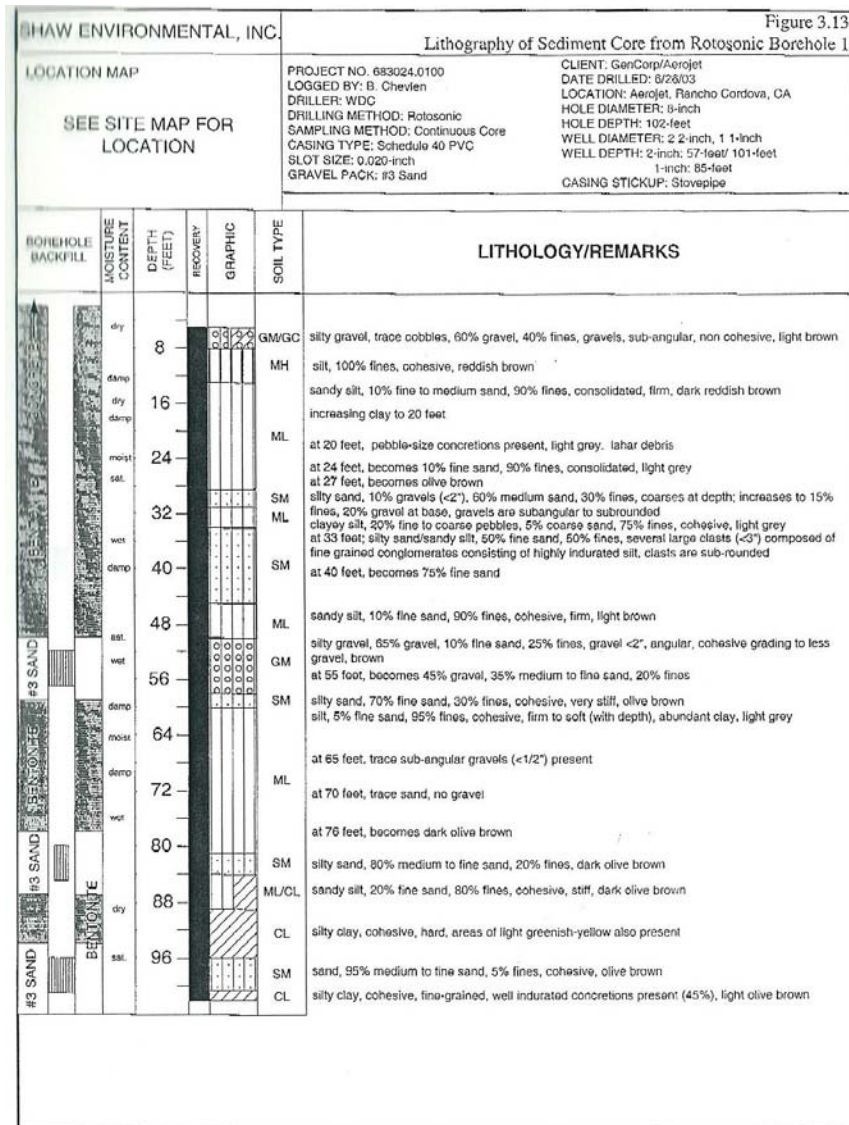 SHAW ENVIRONMENTAL, INC.
Figure 3.13
Lithography of Sediment Core from Rotosonic Borehole 1
LOCATION MAP
SEE SITE MAP FOR
LOCATION
PROJECT NO. 683024.0100
LOGGED BY: B. Chevlen
DRILLER: WDC
DRILLING METHOD: Rotosonic
SAMPLING METHOD: Continuous Core
CASING TYPE: Schedule 40 PVC
SLOT SIZE: 0.020-inch
GRAVEL PACK: #3 Sand
CLIENT: GenCorp/Aerojet
DATE DRILLED: 6/26/03
LOCATION: Aerojet, Rancho Cordova, CA
HOLE DIAMETER: 8-inch
HOLE DEPTH: 102-feet
WELL DIAMETER: 2 2-inch, 1 1-inch
WELL DEPTH: 2-inch: 57-feet/ 101-feet
1-inch: 85-feet
CASING STICKUP: Stovepipe
BOREHOLE
BACKFILL
MOISTURE
CONTENT
DEPTH
(FEET)
RECOVERY
GRAPHIC
SOIL TYPE
LITHOLOGY/REMARKS
dry
8
GM/GC
silty gravel, trace cobbles, 60% gravel, 40% fines, gravels, sub-angular, non cohesive, light brown
MH
silt, 100% fines, cohesive, reddish brown
damp
sandy silt, 10% fine to medium sand, 90% fines, consolidated, firm, dark reddish brown
dry
16
damp
increasing clay to 20 feet
ML
at 20 feet, pebble-size concretions present, light grey. lahar debris
moist
24
at 24 feet, becomes 10% fine sand, 90% fines, consolidated, light grey
sat.
at 27 feet, becomes olive brown
SM
silty sand, 10% gravels (<2"), 60% medium sand, 30% fines, coarses at depth; increases to 15%
32
ML
fines, 20% gravel at base, gravels are subangular to subrounded
clayey silt, 20% fine to coarse pebbles, 5% coarse sand, 75% fines, cohesive, light grey
wet
at 33 feet; silty sand/sandy silt, 50% fine sand, 50% fines, several large clasts (<3") composed of
fine grained conglomerates consisting of highly indurated silt, clasts are sub-rounded
damp
40
SM
at 40 feet, becomes 75% fine sand
48
ML
sandy silt, 10% fine sand, 90% fines, cohesive, firm, light brown
sat.
silty gravel, 65% gravel, 10% fine sand, 25% fines, gravel <2", angular, cohesive grading to less
#3 SAND
wet
GM
gravel, brown
56
at 55 feet, becomes 45% gravel, 35% medium to fine sand, 20% fines
damp
SM
silty sand, 70% fine sand, 30% fines, cohesive, very stiff, olive brown
silt, 5% fine sand, 95% fines, cohesive, firm to soft (with depth), abundant clay, light grey
BENTONITE
moist
64
at 65 feet, trace sub-angular gravels (<1/2") present
damp
ML
72
at 70 feet, trace sand, no gravel
wet
at 76 feet, becomes dark olive brown
80
#3 SAND
SM
silty sand, 80% medium to fine sand, 20% fines, dark olive brown
ML/CL
sandy silt, 20% fine sand, 80% fines, cohesive, stiff, dark olive brown
BENTONITE
88
dry
CL
silty clay, cohesive, hard, areas of light greenish-yellow also present
sat.
96
#3 SAND
SM
sand, 95% medium to fine sand, 5% fines, cohesive, olive brown
CL
silty clay, cohesive, fine-grained, well indurated concretions present (45%), light olive brown